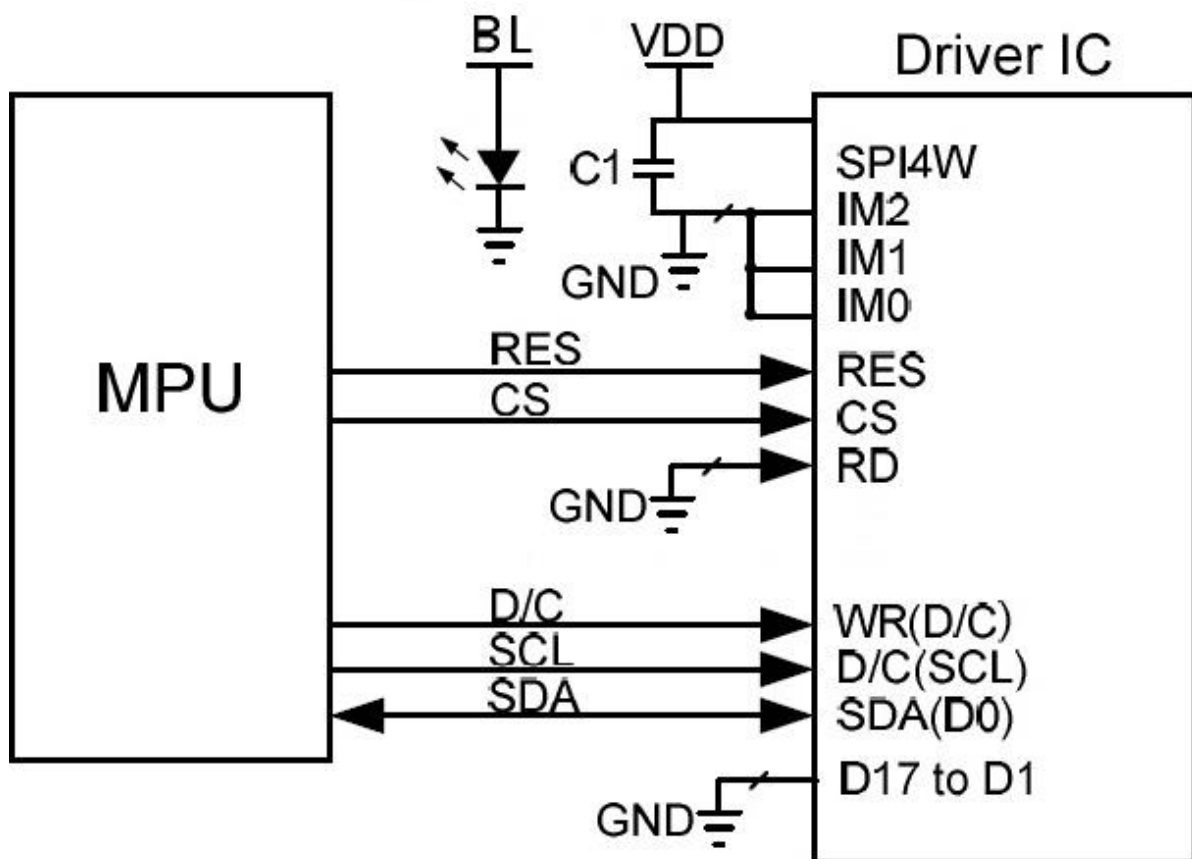 BL
VDD
Driver IC
C1
SPI4W
IM2
GND
IM1
IM0
MPU
RES
RES
CS
CS
RD
GND
D/C
WR(D/C)
SCL
D/C(SCL)
SDA
SDA(D0)
D17 to D1
GND